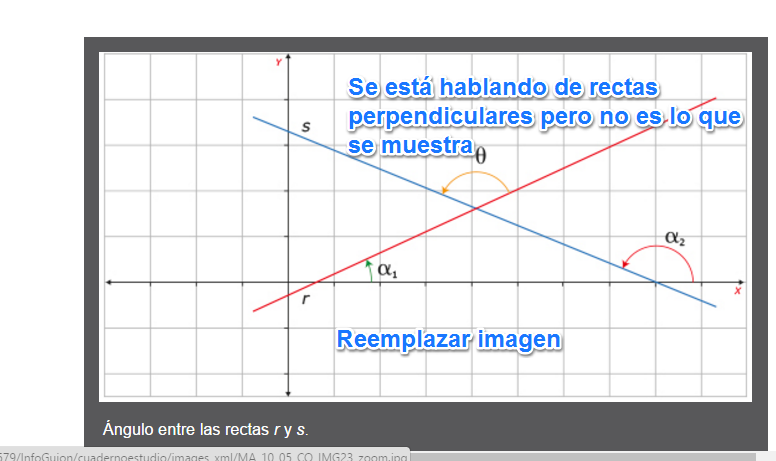 Y
Se está hablando de rectas
perpendiculares pero no es lo que
se muestra
s
θ
α₂
α₁
X
r
Reemplazar imagen
Ángulo entre las rectas r y s.
579/InfoGuion/cuadernoestudio/images_xml/MA_10_05_CO_IMG23_zoom.jpg